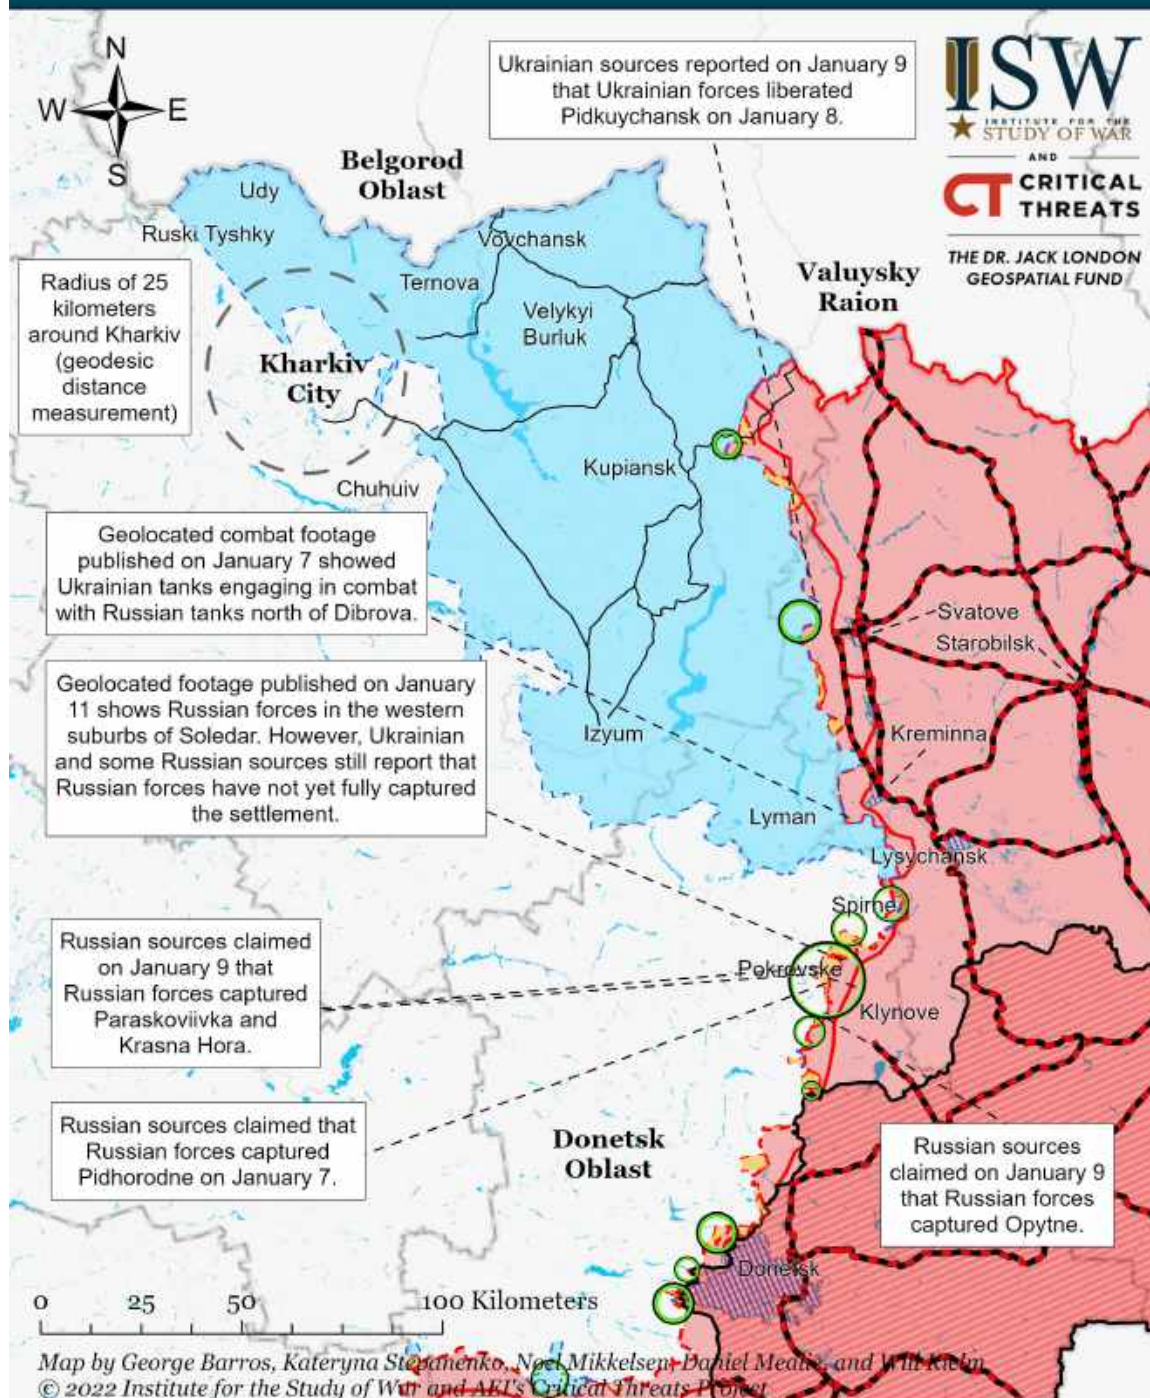 N
W
E
S
Ukrainian sources reported on January 9
that Ukrainian forces liberated
Pidkuychansk on January 8.
ISW
INSTITUTE FOR THE
STUDY OF WAR
AND
CT CRITICAL
THREATS
THE DR. JACK LONDON
GEOSPATIAL FUND
Belgorod
Oblast
Udy
Ruski Tyshky
Vovchansk
Ternova
Valuysky
Raion
Radius of 25
kilometers
around Kharkiv
(geodesic
distance
measurement)
Velykyi
Burluk
Kharkiv
City
Kupiansk
Chuhuiv
Geolocated combat footage
published on January 7 showed
Ukrainian tanks engaging in combat
with Russian tanks north of Dibrova.
Svatove
Starobilsk
Geolocated footage published on January
11 shows Russian forces in the western
suburbs of Soledar. However, Ukrainian
and some Russian sources still report that
Russian forces have not yet fully captured
the settlement.
Izyum
Kreminna
Lyman
Lysychansk
Spirne
Russian sources claimed
on January 9 that
Russian forces captured
Paraskoviivka and
Krasna Hora.
Pokrovske
Klynove
Russian sources claimed that
Russian forces captured
Pidhorodne on January 7.
Donetsk
Oblast
Russian sources
claimed on January 9
that Russian forces
captured Opytne.
Donetsk
0 25 50 100 Kilometers
Map by George Barros, Kateryna Stepanenko, Noel Mikkelsen, Daniel Mealie, and Will Kielm
© 2022 Institute for the Study of War and AEI's Critical Threats Project